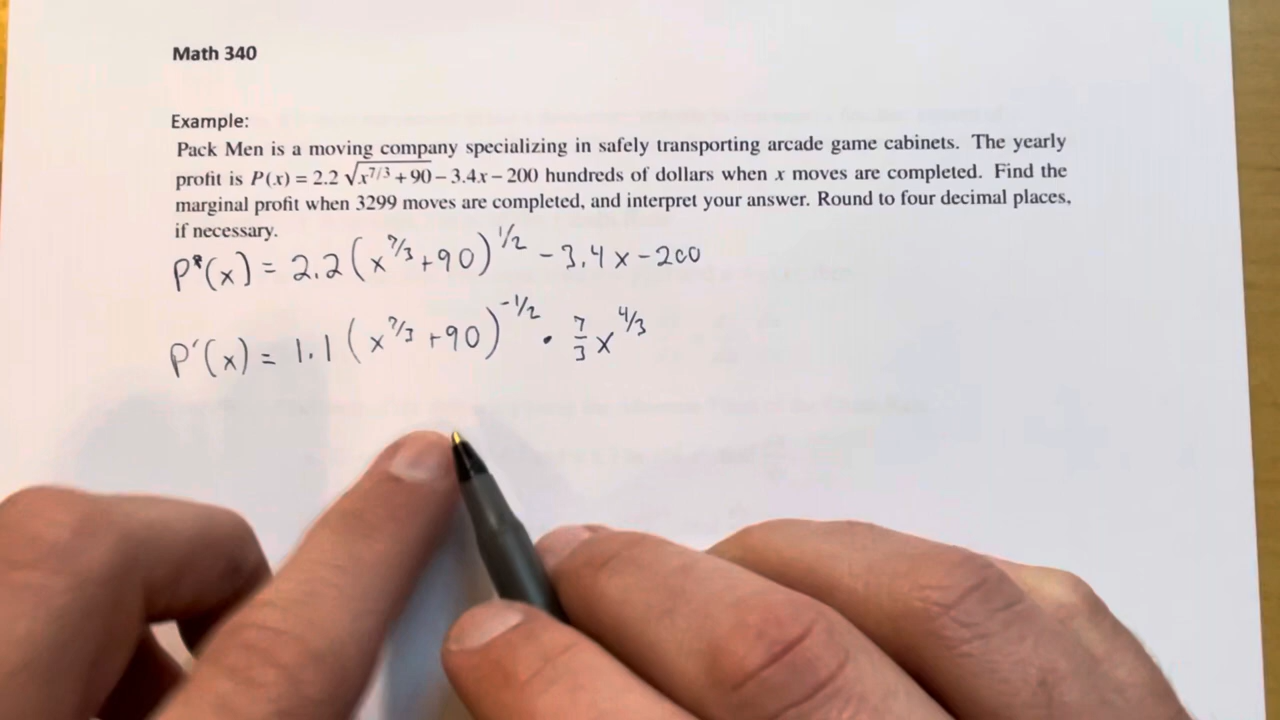 Math 340
Example:
Pack Men is a moving company specializing in safely transporting arcade game cabinets. The yearly
profit is P(x) = 2.2 √(x^{7/3} + 90) − 3.4x − 200 hundreds of dollars when x moves are completed. Find the
marginal profit when 3299 moves are completed, and interpret your answer. Round to four decimal places,
if necessary.
P(x) = 2.2 (x^{7/3} + 90)^{1/2} − 3.4x − 200
P'(x) = 1.1 (x^{7/3} + 90)^{-1/2} · 7/3 x^{4/3}